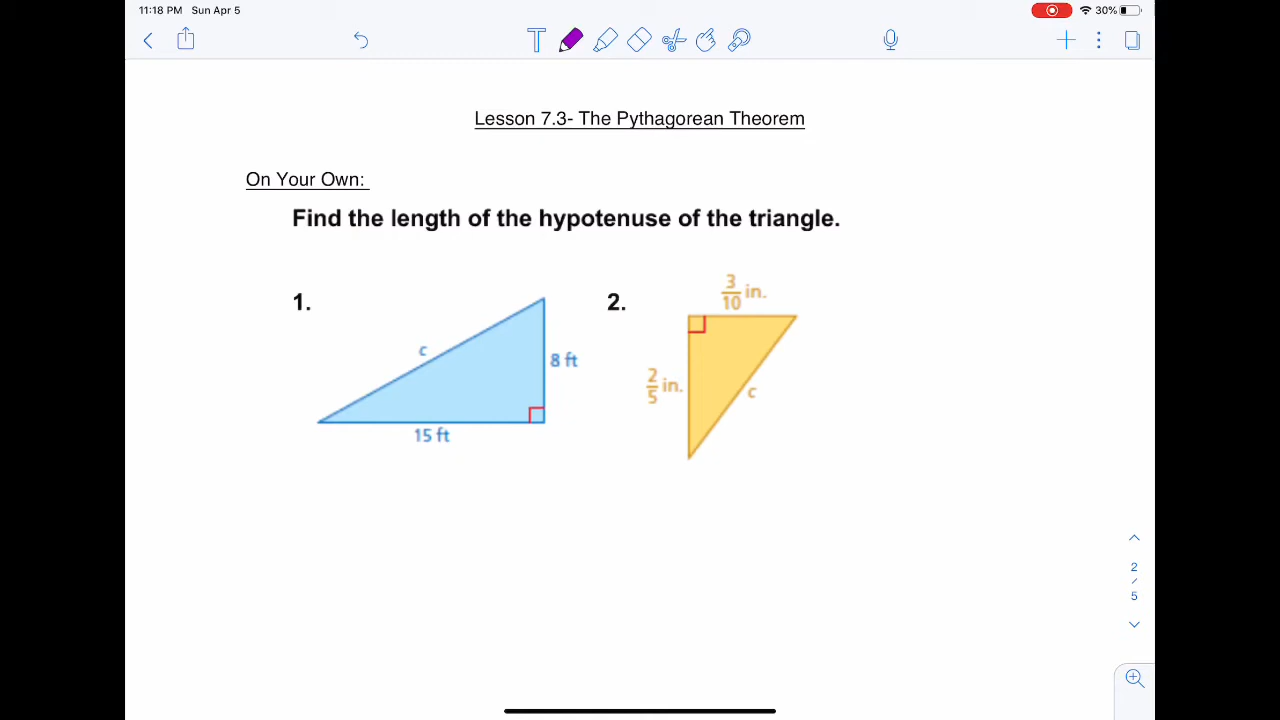 11:18 PM Sun Apr 5
30%
T
Lesson 7.3- The Pythagorean Theorem
On Your Own:
Find the length of the hypotenuse of the triangle.
1.
c
8 ft
15 ft
2.
3/10 in.
2/5 in.
c
2
/
5